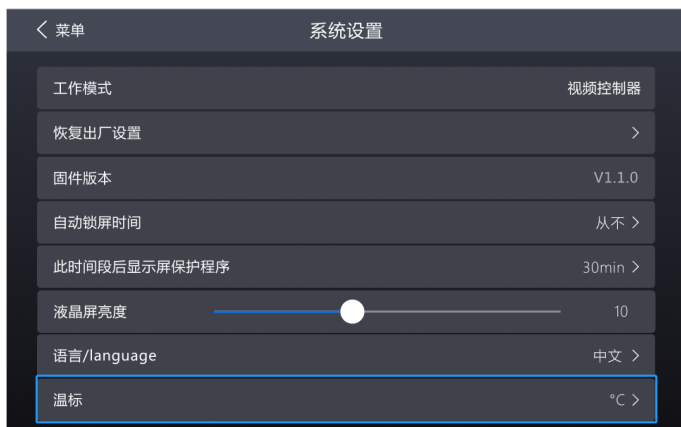 菜单 系统设置
工作模式 视频控制器
恢复出厂设置
固件版本 V1.1.0
自动锁屏时间 从不
此时间段后显示屏保护程序 30min
液晶屏亮度 10
语言/language 中文
温标 °C